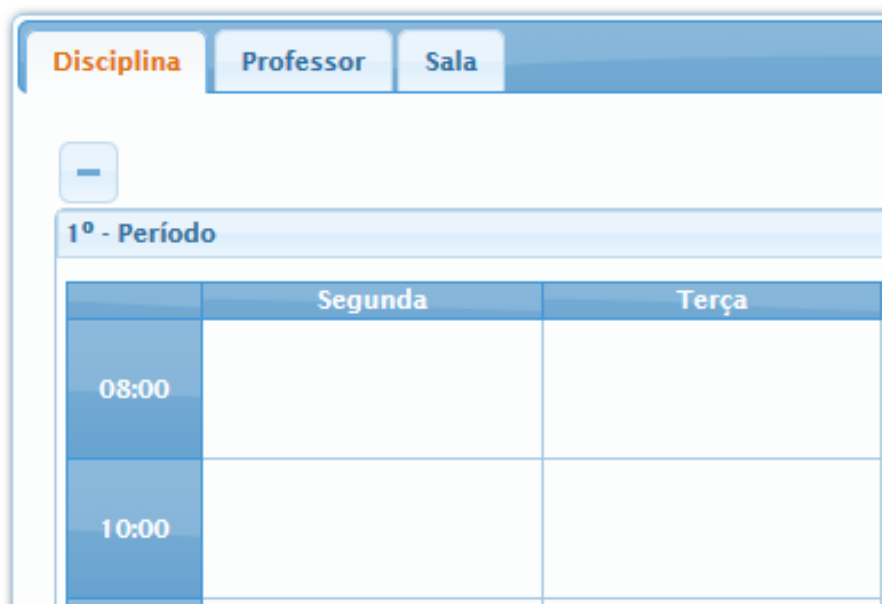 Disciplina Professor Sala
1º - Período
Segunda Terça
08:00
10:00